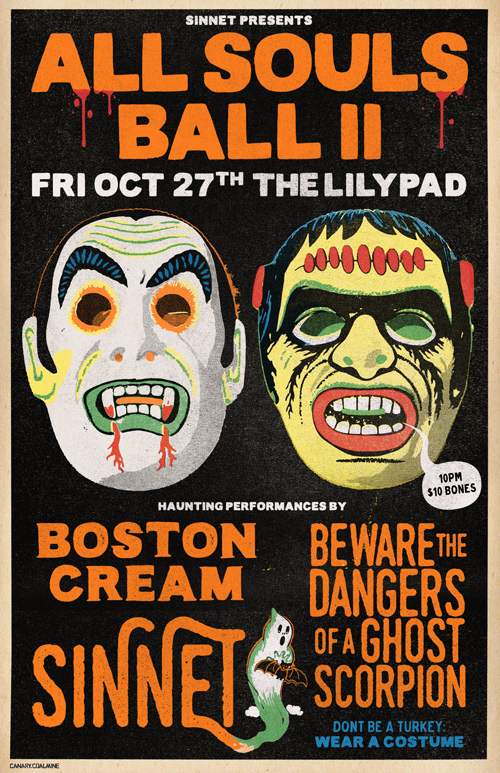 SINNET PRESENTS
ALL SOULS
BALL II
FRI OCT 27TH THE LILYPAD
10PM
$10 BONES
HAUNTING PERFORMANCES BY
BOSTON
CREAM
SINNET
BEWARE THE
DANGERS
OF A GHOST
SCORPION
DONT BE A TURKEY:
WEAR A COSTUME
CANARY.COALMINE